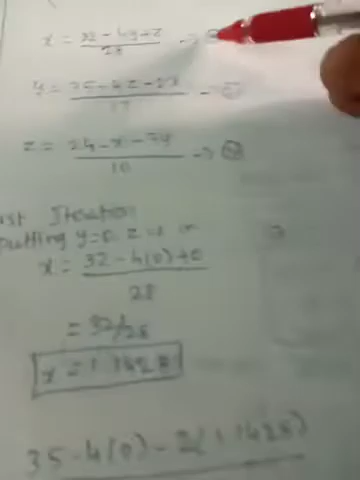 x = 32 - 4y + z / 28 →
y = 35 - 4z - 2x / 17 →
z = 24 - x - 3y / 10 →
Iteration
putting y=0, z=0 in
x = 32 - 4(0) + 0 / 28
= 32/28
x = 1.1428
35 - 4(0) - 2(1.1428)